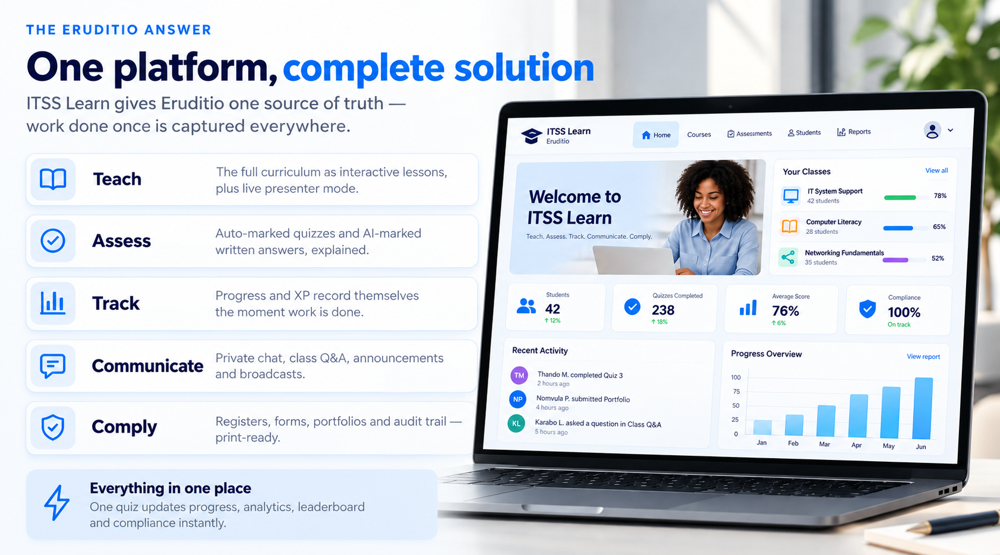 THE ERUDITIO ANSWER
One platform, complete solution
ITSS Learn gives Eruditio one source of truth —
work done once is captured everywhere.
Teach
The full curriculum as interactive lessons,
plus live presenter mode.
Assess
Auto-marked quizzes and AI-marked
written answers, explained.
Track
Progress and XP record themselves
the moment work is done.
Communicate
Private chat, class Q&A, announcements
and broadcasts.
Comply
Registers, forms, portfolios and audit trail —
print-ready.
Everything in one place
One quiz updates progress, analytics, leaderboard
and compliance instantly.
ITSS Learn
Eruditio
Home
Courses
Assessments
Students
Reports
Welcome to
ITSS Learn
Teach. Assess. Track. Communicate. Comply.
Your Classes
View all
IT System Support
42 students
78%
Computer Literacy
28 students
65%
Networking Fundamentals
35 students
52%
Students
42
↑ 12%
Quizzes Completed
238
↑ 18%
Average Score
76%
↑ 6%
Compliance
100%
On track
Recent Activity
TM
Thando M. completed Quiz 3
2 hours ago
NP
Nomvula P. submitted Portfolio
4 hours ago
KL
Karabo L. asked a question in Class Q&A
5 hours ago
Progress Overview
View report
100
75
50
25
0
Jan Feb Mar Apr May Jun